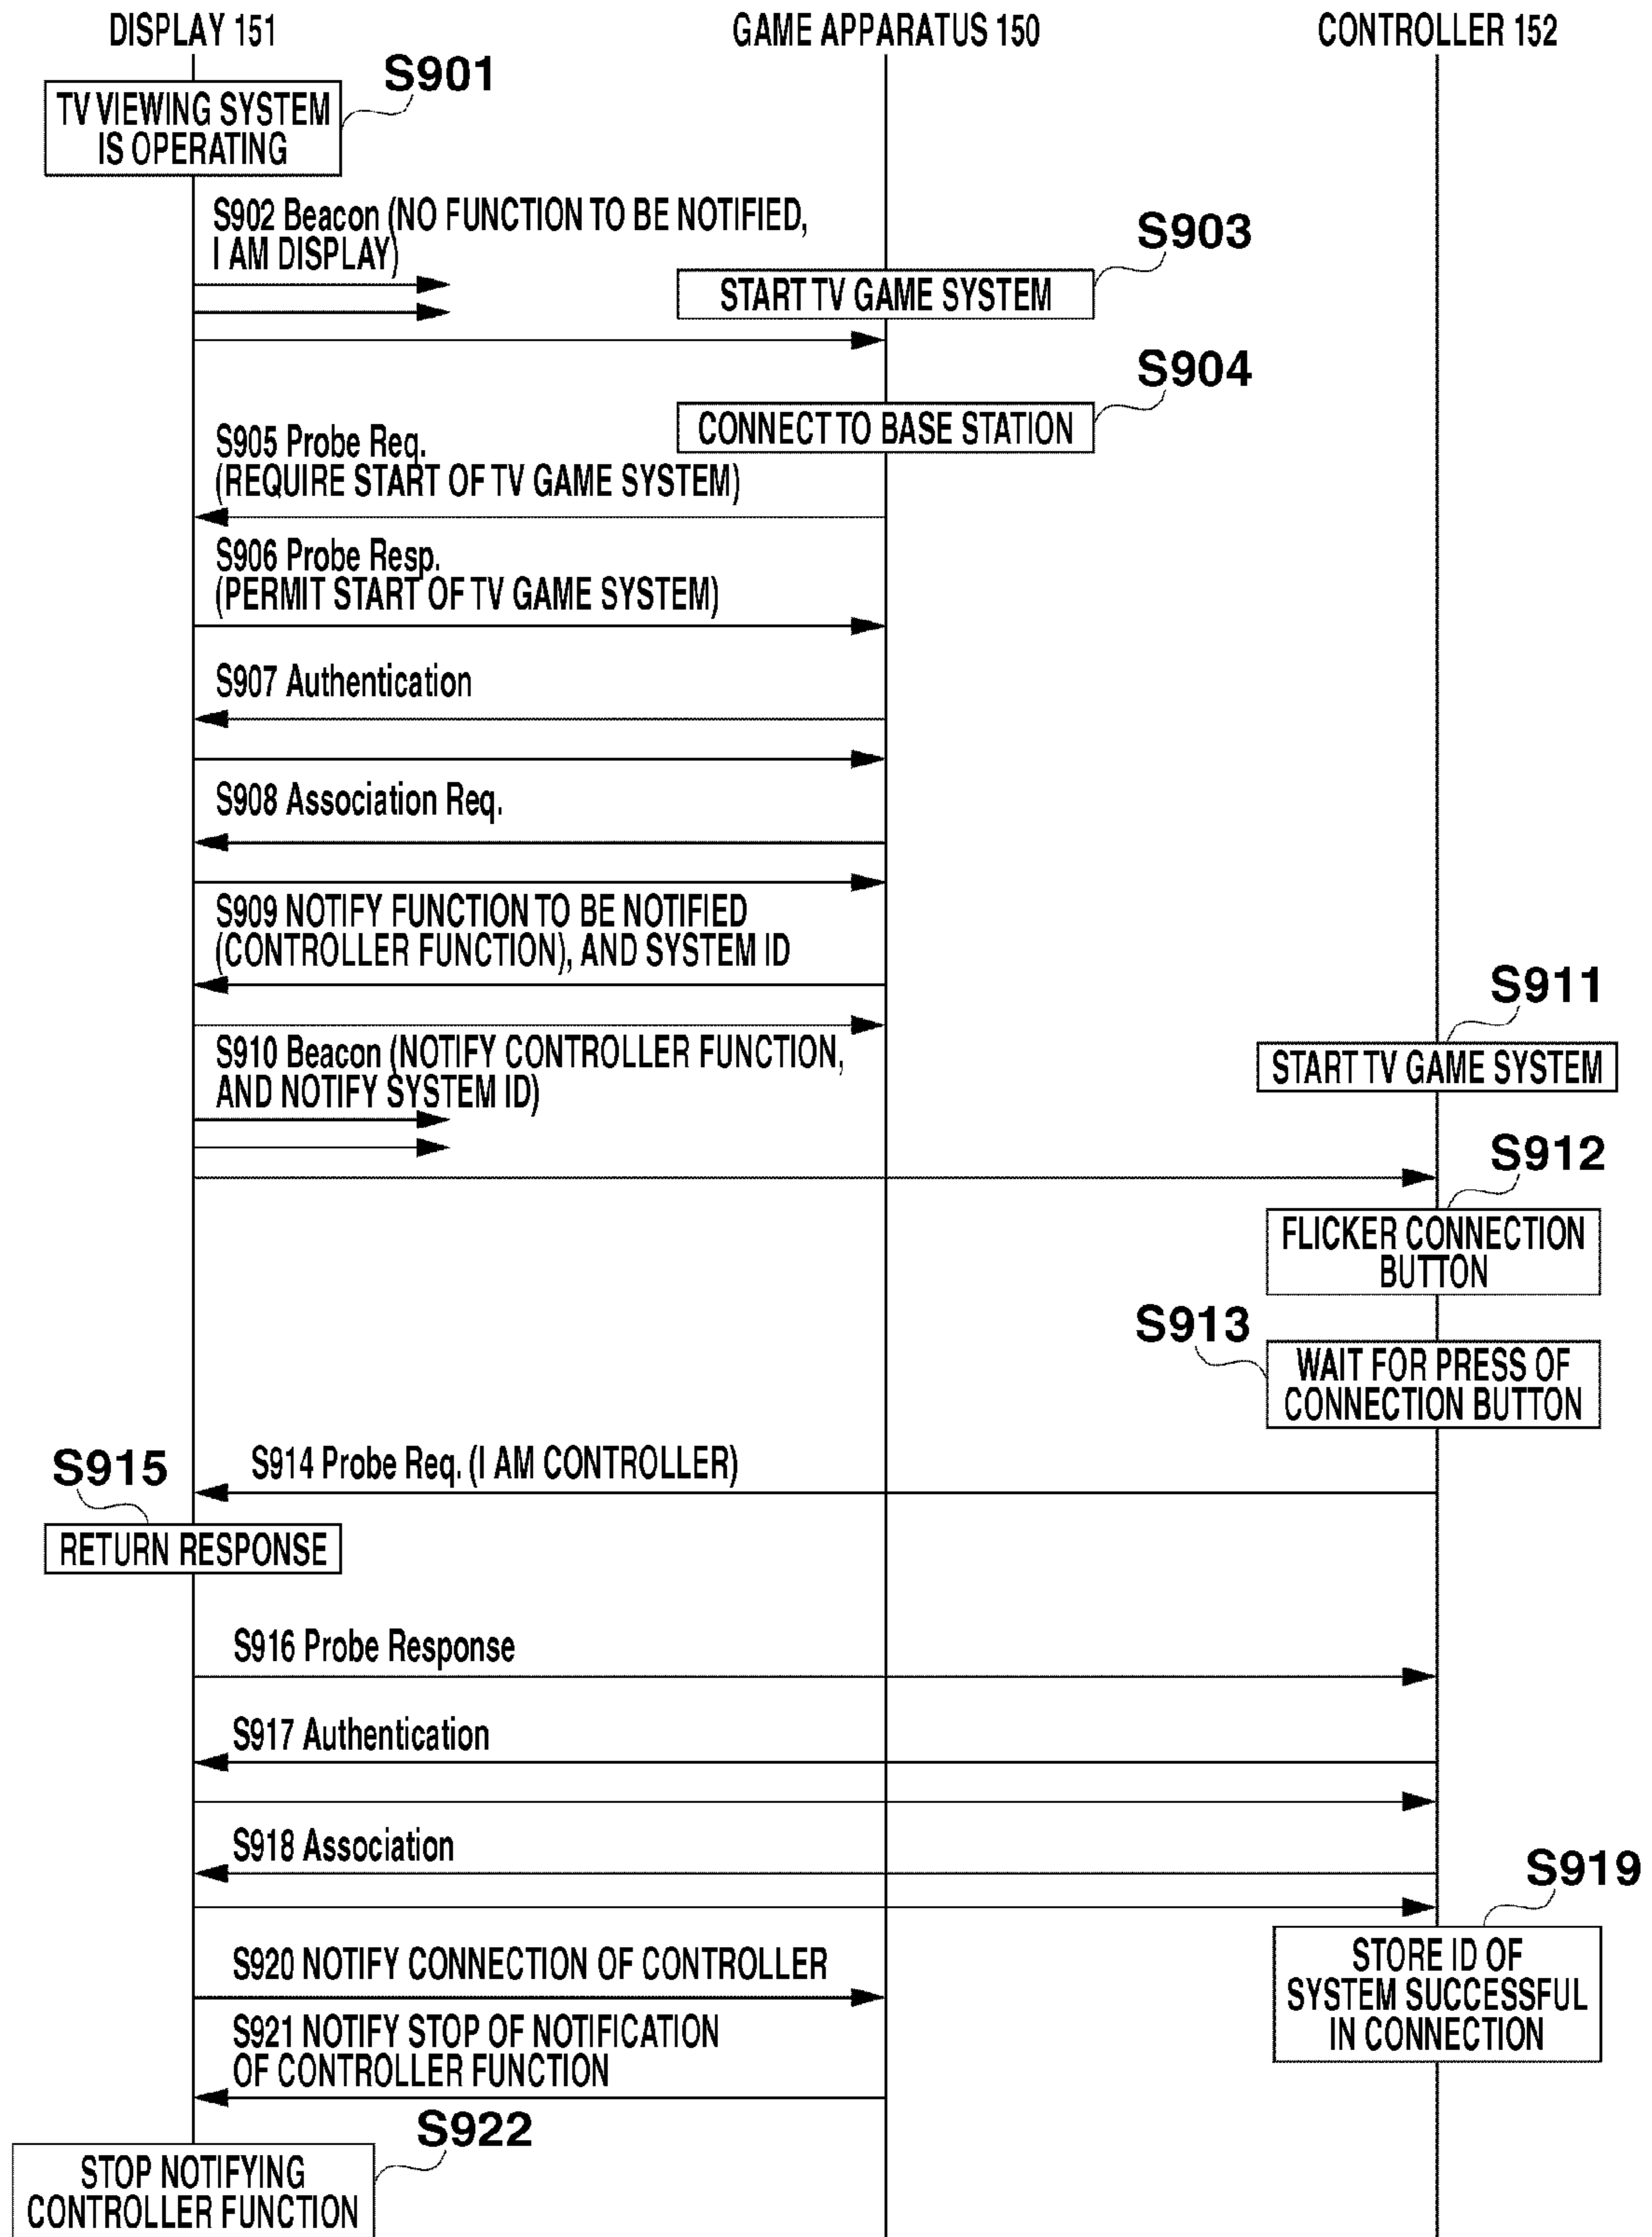 DISPLAY 151
GAME APPARATUS 150
CONTROLLER 152
S901
TV VIEWING SYSTEM
IS OPERATING
S902 Beacon (NO FUNCTION TO BE NOTIFIED,
I AM DISPLAY)
S903
START TV GAME SYSTEM
S904
CONNECT TO BASE STATION
S905 Probe Req.
(REQUIRE START OF TV GAME SYSTEM)
S906 Probe Resp.
(PERMIT START OF TV GAME SYSTEM)
S907 Authentication
S908 Association Req.
S909 NOTIFY FUNCTION TO BE NOTIFIED
(CONTROLLER FUNCTION), AND SYSTEM ID
S911
START TV GAME SYSTEM
S910 Beacon (NOTIFY CONTROLLER FUNCTION,
AND NOTIFY SYSTEM ID)
S912
FLICKER CONNECTION
BUTTON
S913
WAIT FOR PRESS OF
CONNECTION BUTTON
S914 Probe Req. (I AM CONTROLLER)
S915
RETURN RESPONSE
S916 Probe Response
S917 Authentication
S918 Association
S919
STORE ID OF
SYSTEM SUCCESSFUL
IN CONNECTION
S920 NOTIFY CONNECTION OF CONTROLLER
S921 NOTIFY STOP OF NOTIFICATION
OF CONTROLLER FUNCTION
S922
STOP NOTIFYING
CONTROLLER FUNCTION